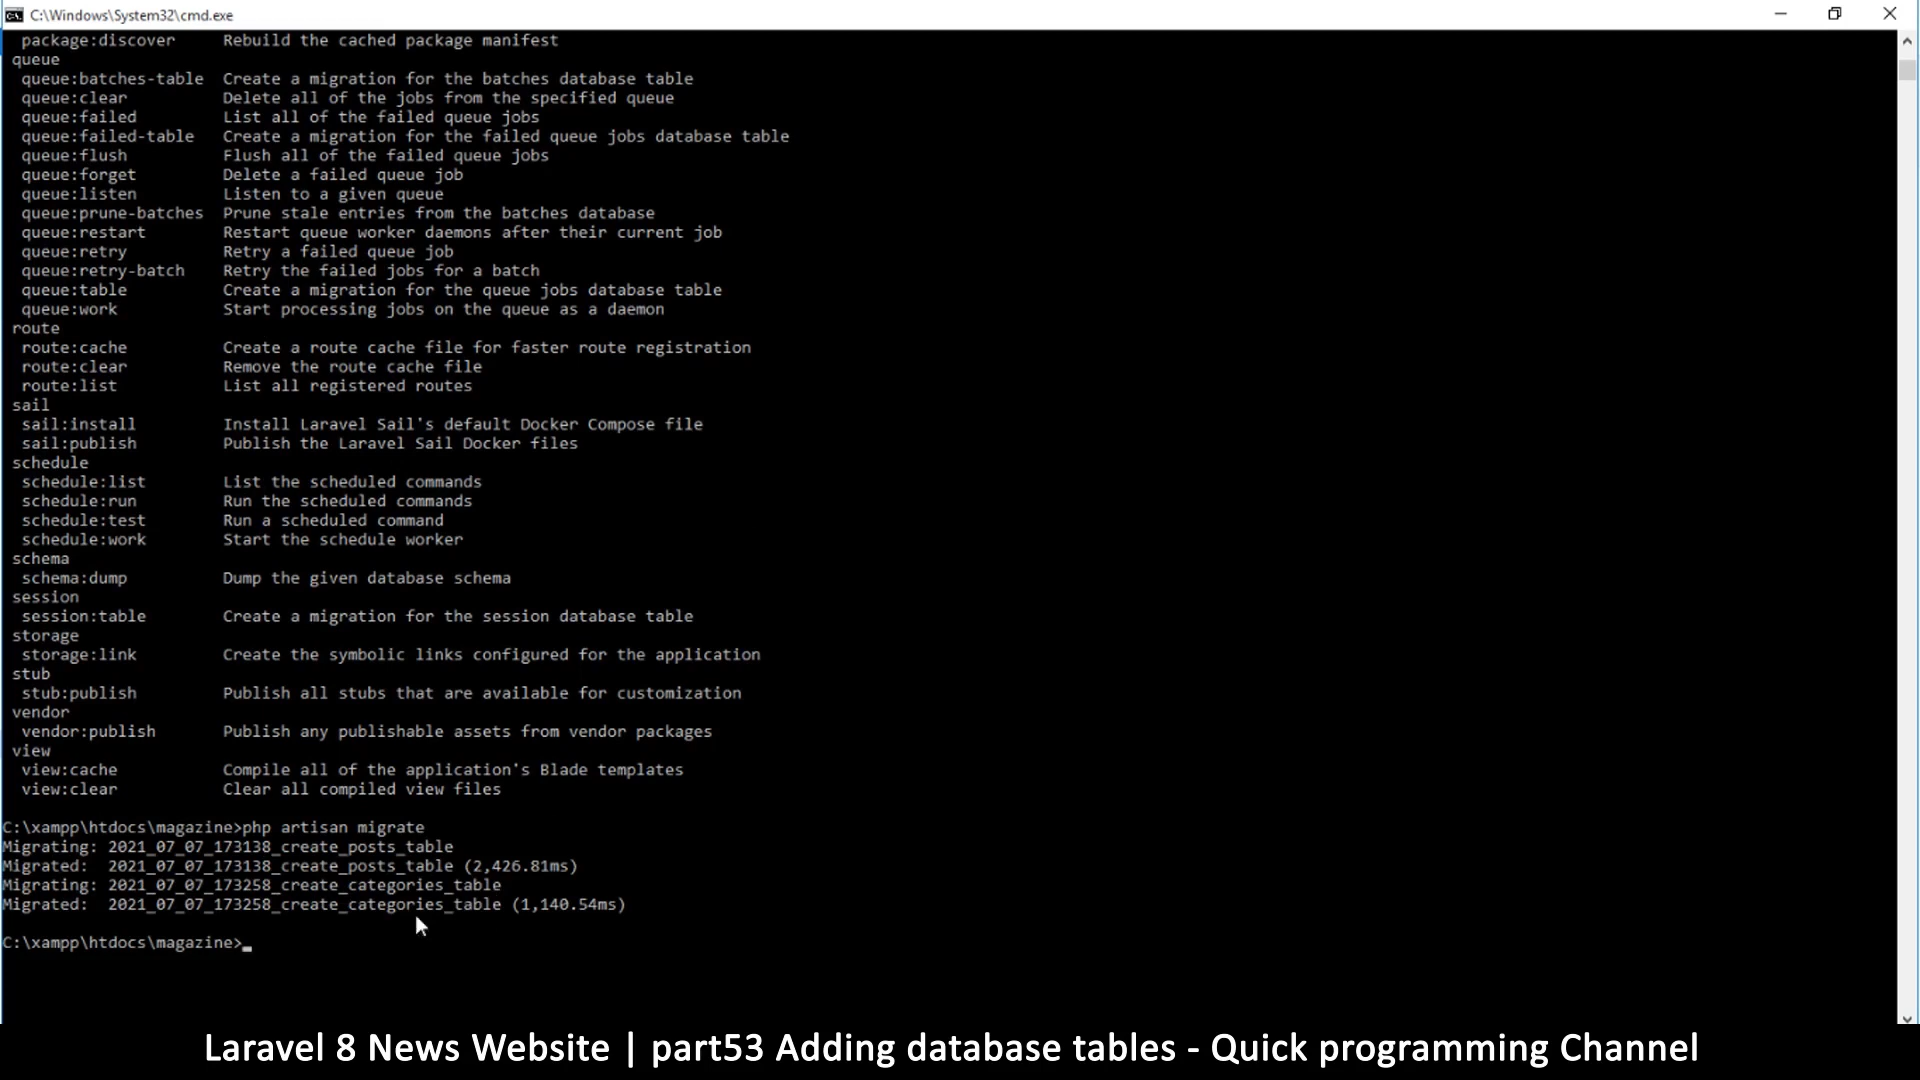 C:\Windows\System32\cmd.exe
package:discover Rebuild the cached package manifest
queue
queue:batches-table Create a migration for the batches database table
queue:clear Delete all of the jobs from the specified queue
queue:failed List all of the failed queue jobs
queue:failed-table Create a migration for the failed queue jobs database table
queue:flush Flush all of the failed queue jobs
queue:forget Delete a failed queue job
queue:listen Listen to a given queue
queue:prune-batches Prune stale entries from the batches database
queue:restart Restart queue worker daemons after their current job
queue:retry Retry a failed queue job
queue:retry-batch Retry the failed jobs for a batch
queue:table Create a migration for the queue jobs database table
queue:work Start processing jobs on the queue as a daemon
route
route:cache Create a route cache file for faster route registration
route:clear Remove the route cache file
route:list List all registered routes
sail
sail:install Install Laravel Sail's default Docker Compose file
sail:publish Publish the Laravel Sail Docker files
schedule
schedule:list List the scheduled commands
schedule:run Run the scheduled commands
schedule:test Run a scheduled command
schedule:work Start the schedule worker
schema
schema:dump Dump the given database schema
session
session:table Create a migration for the session database table
storage
storage:link Create the symbolic links configured for the application
stub
stub:publish Publish all stubs that are available for customization
vendor
vendor:publish Publish any publishable assets from vendor packages
view
view:cache Compile all of the application's Blade templates
view:clear Clear all compiled view files
C:\xampp\htdocs\magazine>php artisan migrate
Migrating: 2021_07_07_173138_create_posts_table
Migrated: 2021_07_07_173138_create_posts_table (2,426.81ms)
Migrating: 2021_07_07_173258_create_categories_table
Migrated: 2021_07_07_173258_create_categories_table (1,140.54ms)
C:\xampp\htdocs\magazine>
Laravel 8 News Website | part53 Adding database tables - Quick programming Channel